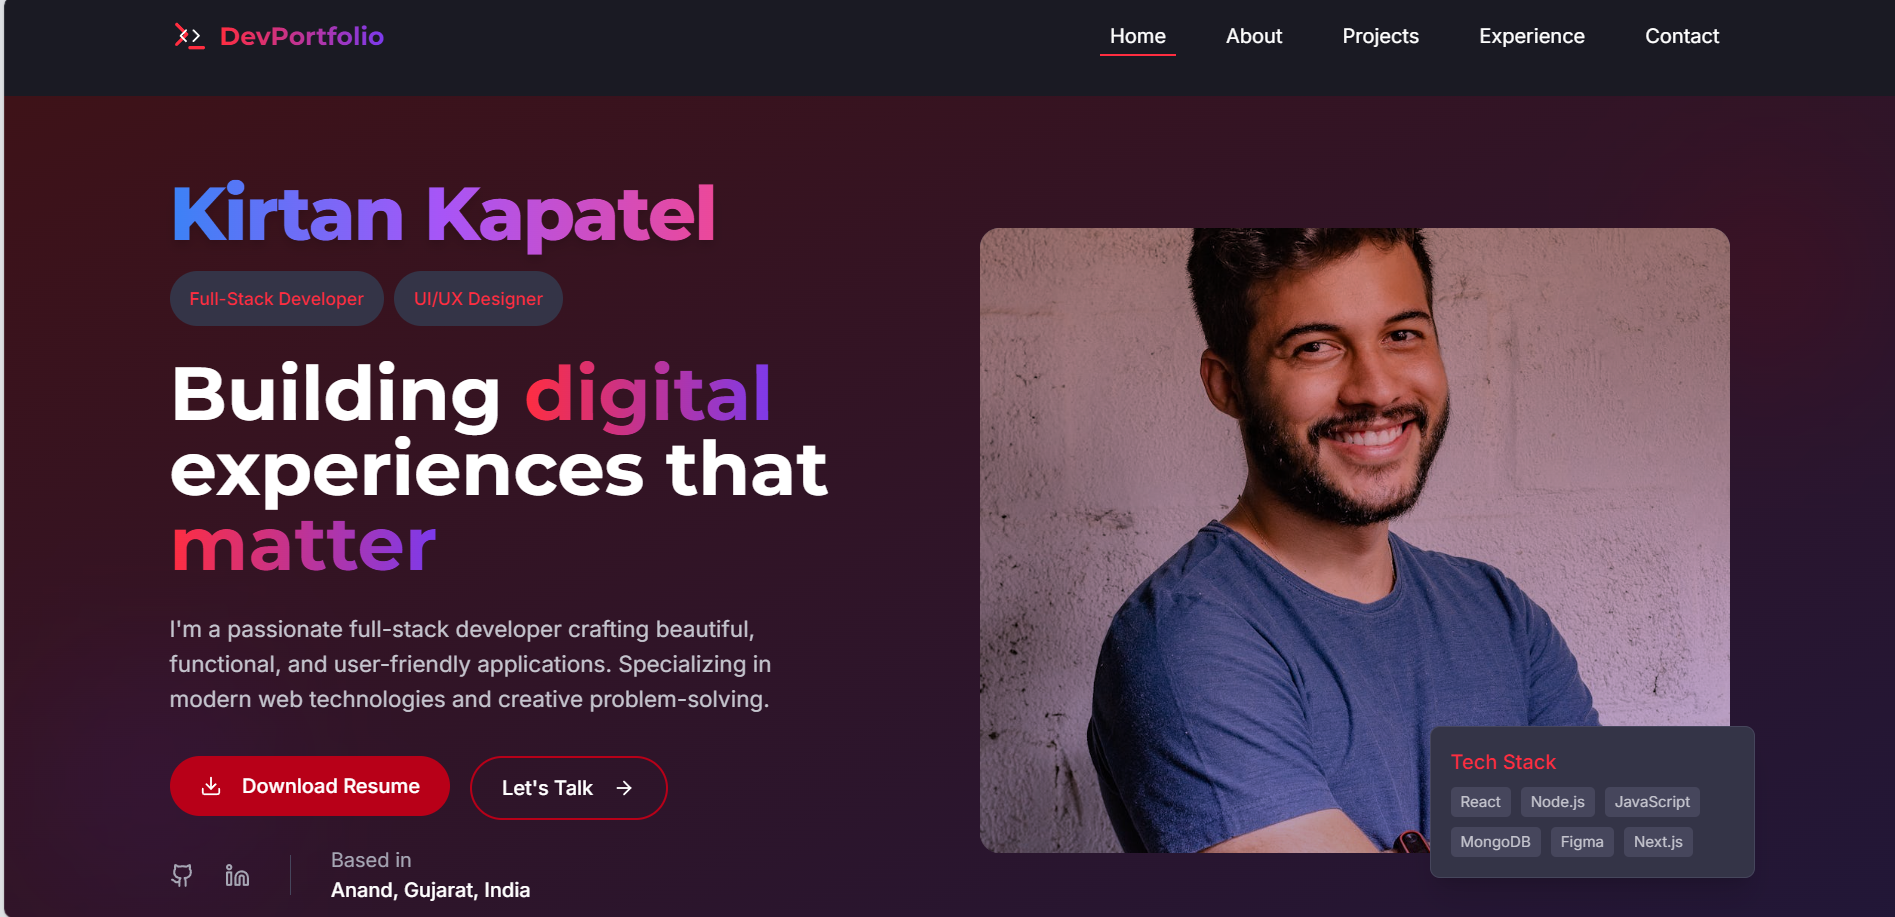 DevPortfolio
Home
About
Projects
Experience
Contact
Kirtan Kapatel
Full-Stack Developer
UI/UX Designer
Building digital
experiences that
matter
I'm a passionate full-stack developer crafting beautiful,
functional, and user-friendly applications. Specializing in
modern web technologies and creative problem-solving.
Download Resume
Let's Talk
Based in
Anand, Gujarat, India
Tech Stack
React
Node.js
JavaScript
MongoDB
Figma
Next.js